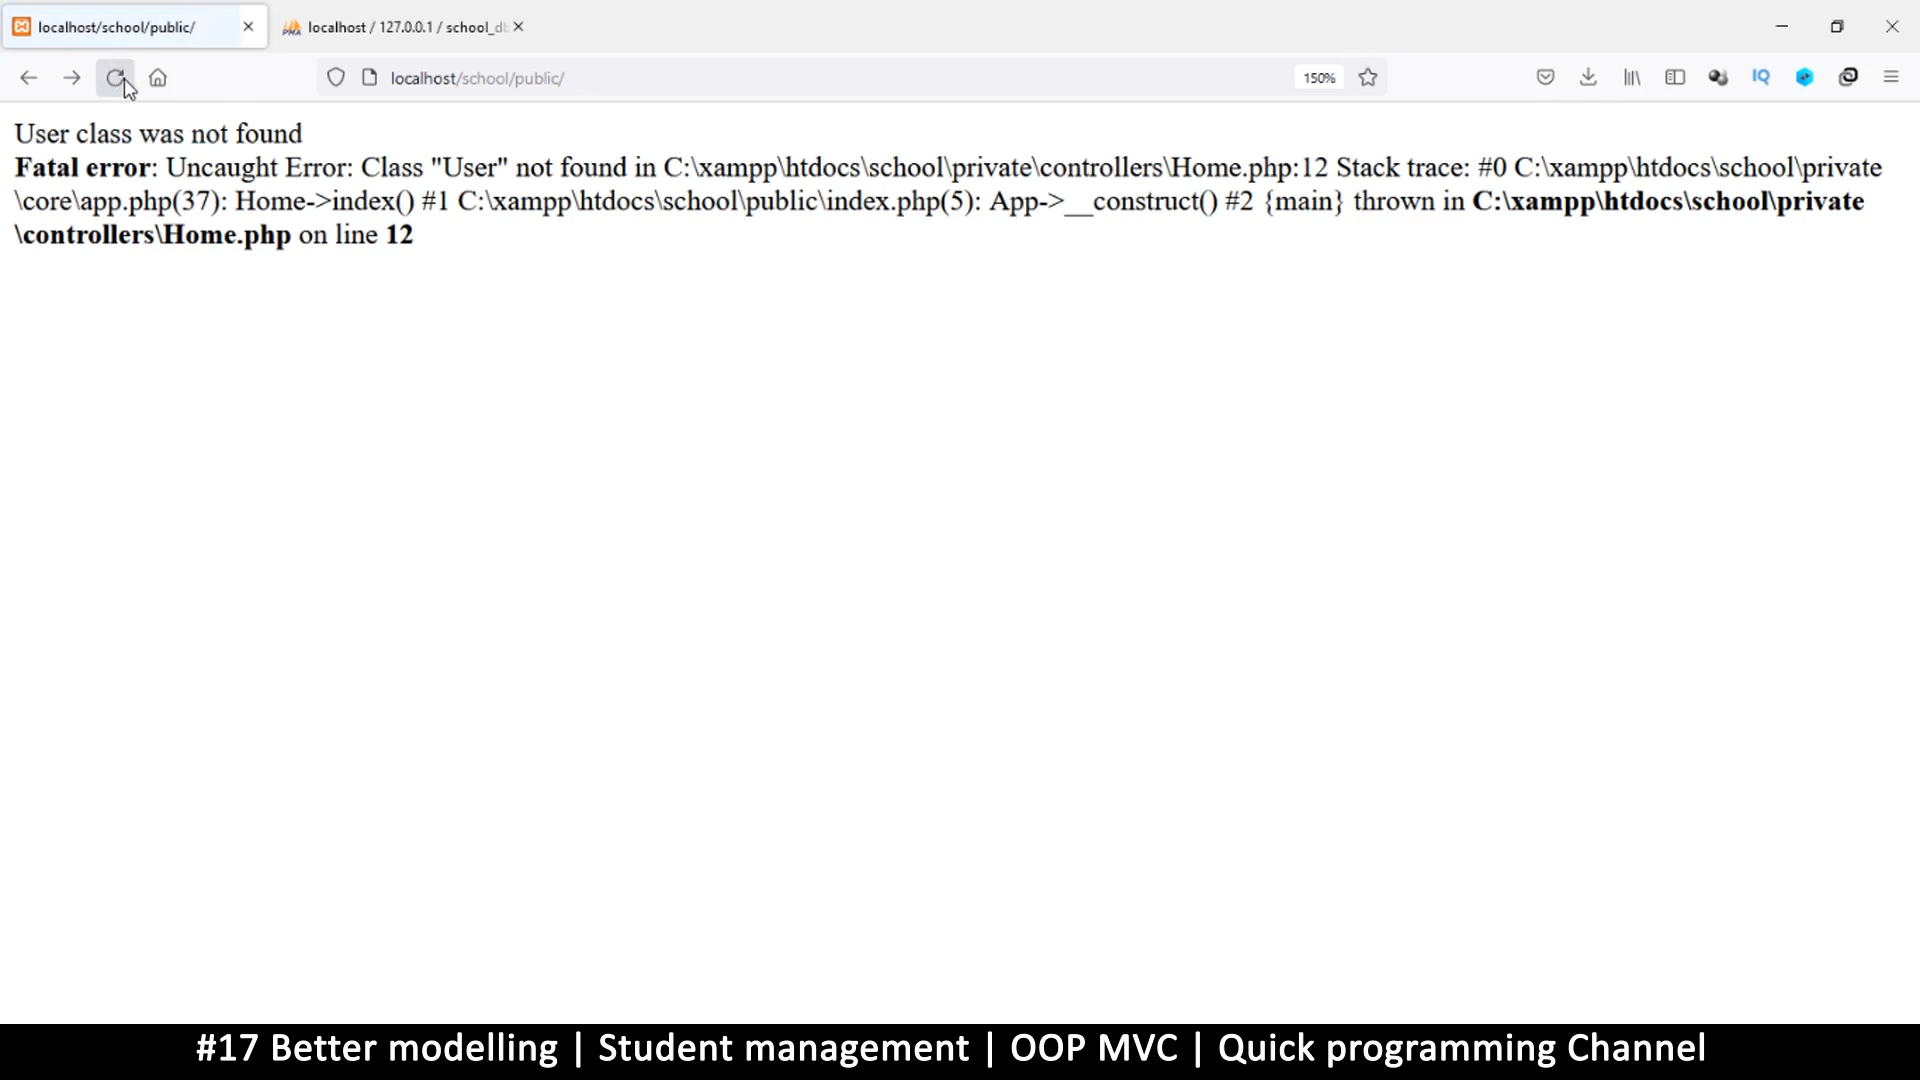 localhost/school/public/
localhost / 127.0.0.1 / school_d
localhost/school/public/
150%
IQ
User class was not found
Fatal error: Uncaught Error: Class "User" not found in C:\xampp\htdocs\school\private\controllers\Home.php:12 Stack trace: #0 C:\xampp\htdocs\school\private
\core\app.php(37): Home->index() #1 C:\xampp\htdocs\school\public\index.php(5): App->__construct() #2 {main} thrown in C:\xampp\htdocs\school\private
\controllers\Home.php on line 12
#17 Better modelling | Student management | OOP MVC | Quick programming Channel